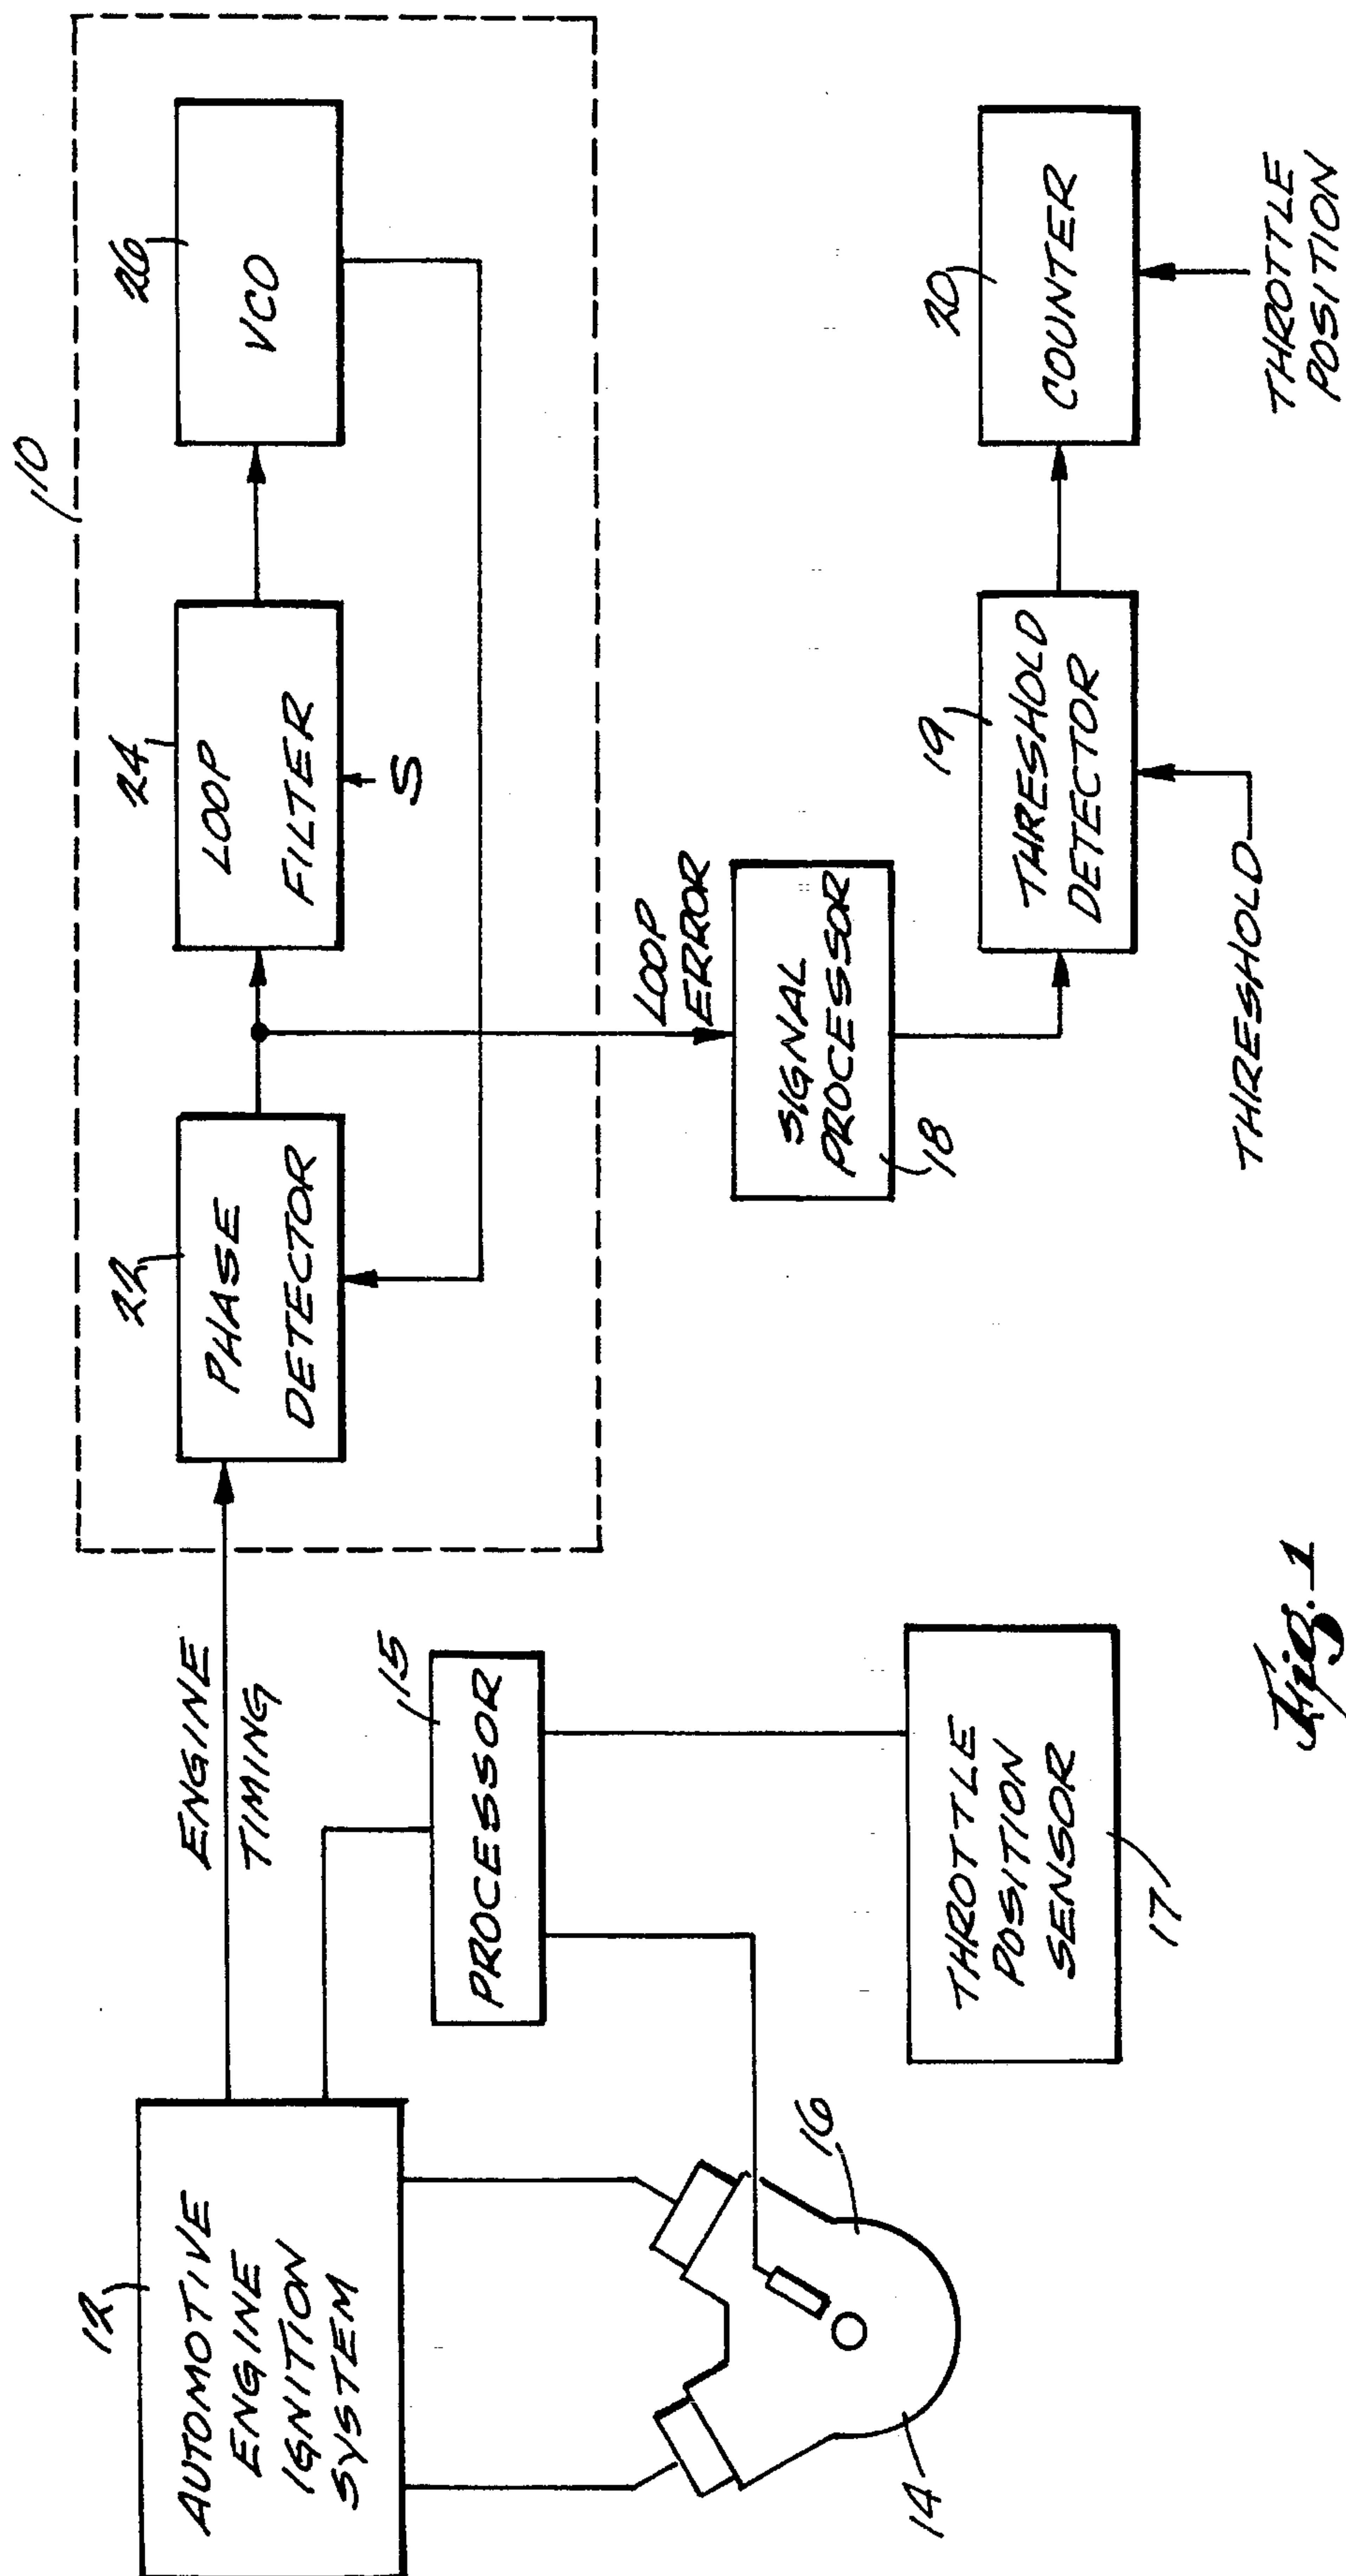 10
12
AUTOMOTIVE
ENGINE
IGNITION
SYSTEM
ENGINE
TIMING
22
PHASE
DETECTOR
24
LOOP
FILTER
S
26
VCO
15
PROCESSOR
LOOP
ERROR
SIGNAL
PROCESSOR
18
14
16
THROTTLE
POSITION
SENSOR
17
19
THRESHOLD
DETECTOR
THRESHOLD
20
COUNTER
THROTTLE
POSITION
Fig. 1